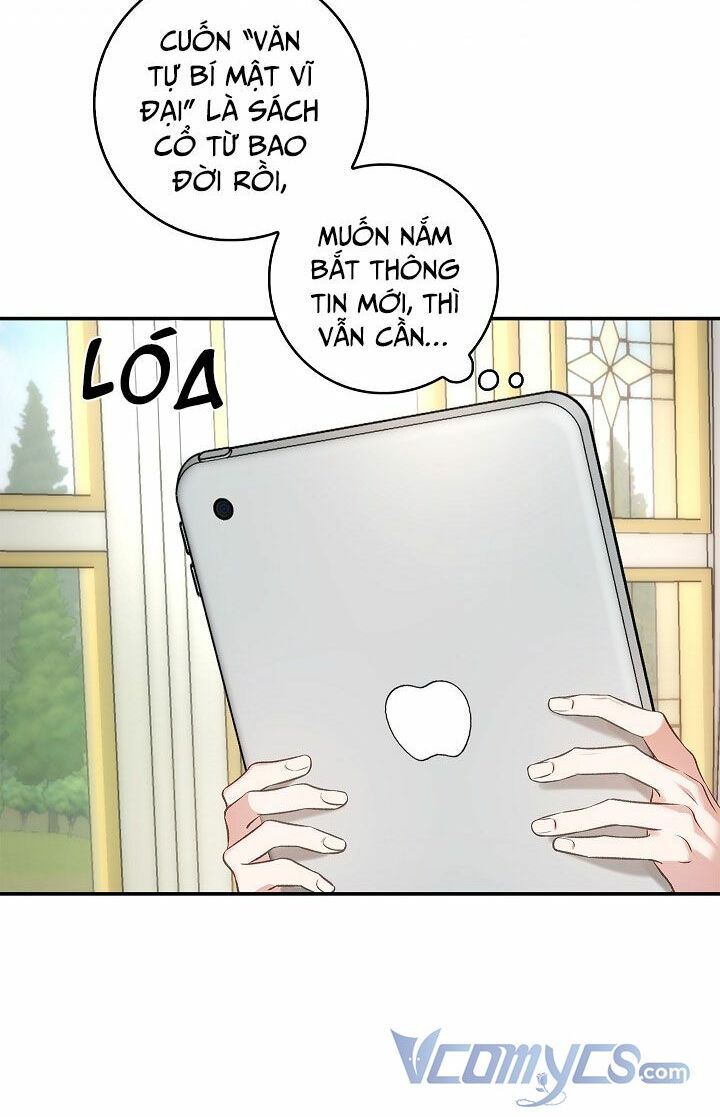 CUỐN “VĂN
TỰ BÍ MẬT VĨ
ĐẠI” LÀ SÁCH
CỔ TỪ BAO
ĐỜI RỒI,
MUỐN NẮM
BẮT THÔNG
TIN MỚI, THÌ
VẪN CẦN...
LÓA
VCOMYCS.com